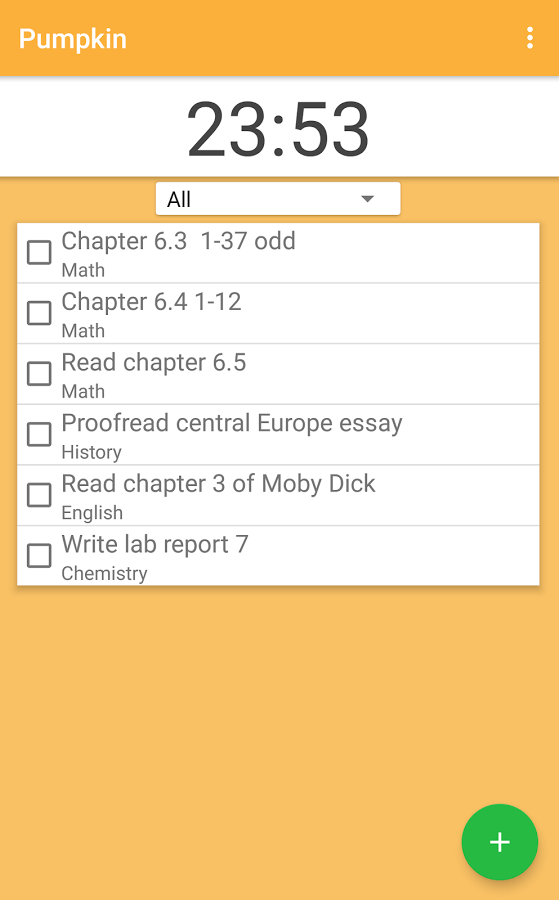 Pumpkin
23:53
All
Chapter 6.3  1-37 odd
Math
Chapter 6.4 1-12
Math
Read chapter 6.5
Math
Proofread central Europe essay
History
Read chapter 3 of Moby Dick
English
Write lab report 7
Chemistry
+